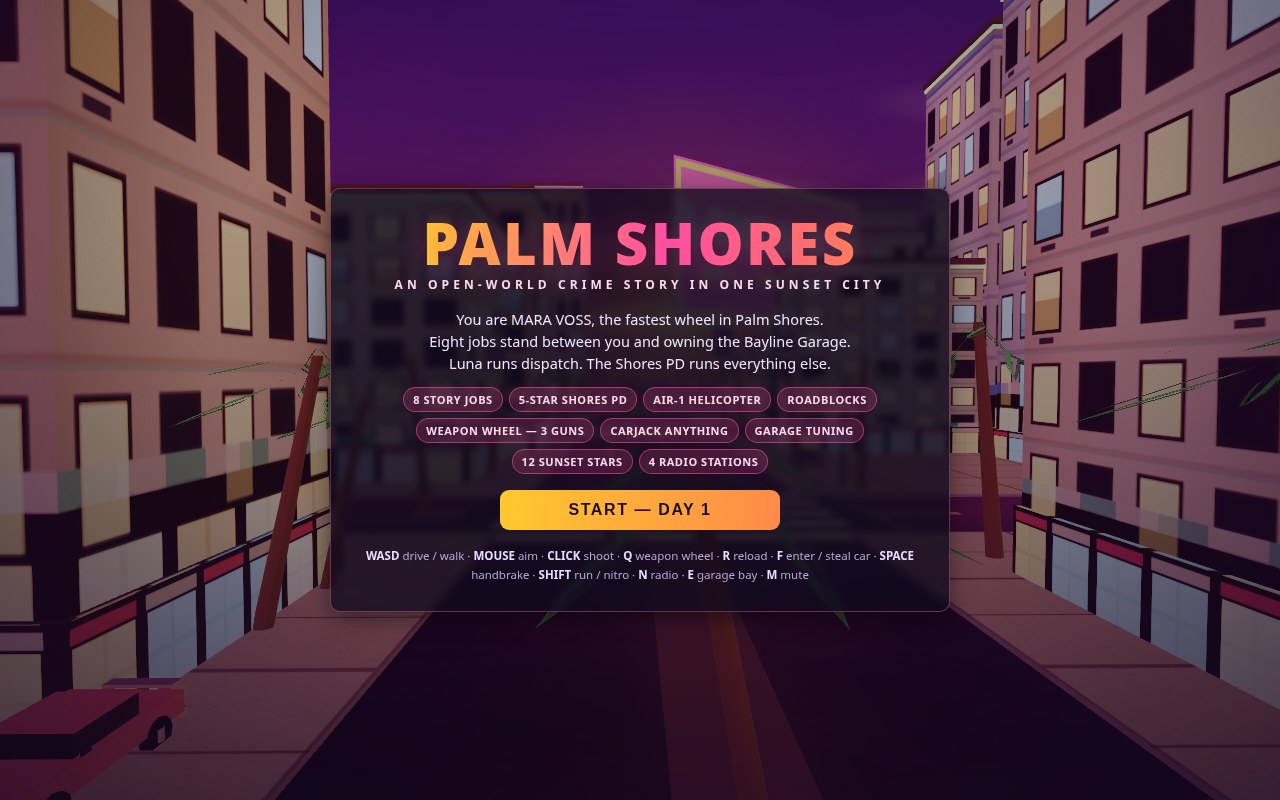 PALM SHORES
AN OPEN-WORLD CRIME STORY IN ONE SUNSET CITY
You are MARA VOSS, the fastest wheel in Palm Shores.
Eight jobs stand between you and owning the Bayline Garage.
Luna runs dispatch. The Shores PD runs everything else.
8 STORY JOBS 5-STAR SHORES PD AIR-1 HELICOPTER ROADBLOCKS
WEAPON WHEEL — 3 GUNS CARJACK ANYTHING GARAGE TUNING
12 SUNSET STARS 4 RADIO STATIONS
START — DAY 1
WASD drive / walk · MOUSE aim · CLICK shoot · Q weapon wheel · R reload · F enter / steal car · SPACE
handbrake · SHIFT run / nitro · N radio · E garage bay · M mute